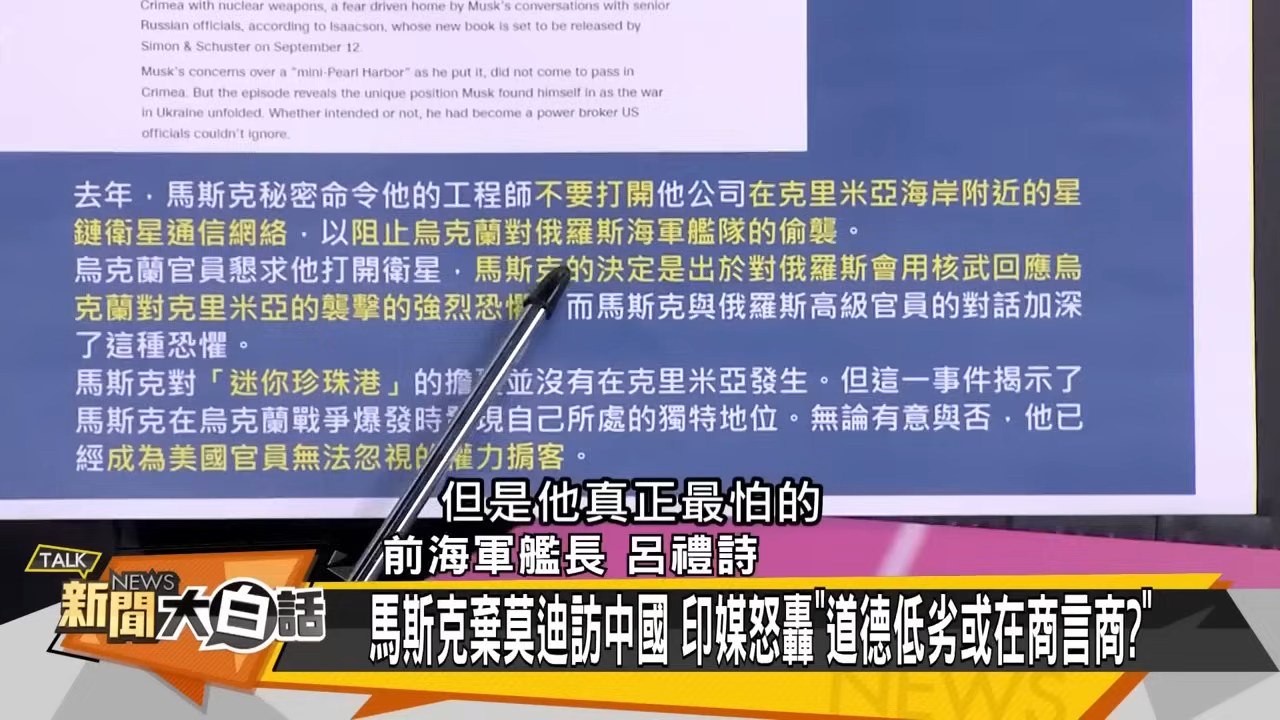 Crimea with nuclear weapons, a fear driven home by Musk's conversations with senior
Russian officials, according to Isaacson, whose new book is set to be released by
Simon & Schuster on September 12.
Musk's concerns over a "mini-Pearl Harbor" as he put it, did not come to pass in
Crimea. But the episode reveals the unique position Musk found himself in as the war
in Ukraine unfolded. Whether intended or not, he had become a power broker US
officials couldn't ignore.
去年，馬斯克秘密命令他的工程師不要打開他公司在克里米亞海岸附近的星
鏈衛星通信網絡，以阻止烏克蘭對俄羅斯海軍艦隊的偷襲。
烏克蘭官員懇求他打開衛星，馬斯克的決定是出於對俄羅斯會用核武回應烏
克蘭對克里米亞的襲擊的強烈恐懼 而馬斯克與俄羅斯高級官員的對話加深
了這種恐懼。
馬斯克對「迷你珍珠港」的擔 並沒有在克里米亞發生。但這一事件揭示了
馬斯克在烏克蘭戰爭爆發時 現自己所處的獨特地位。無論有意與否，他已
經成為美國官員無法忽視的權力掮客。
但是他真正最怕的
前海軍艦長 呂禮詩
TALK
NEWS
新聞大白話
馬斯克棄莫迪訪中國 印媒怒轟"道德低劣或在商言商?"
NEWS